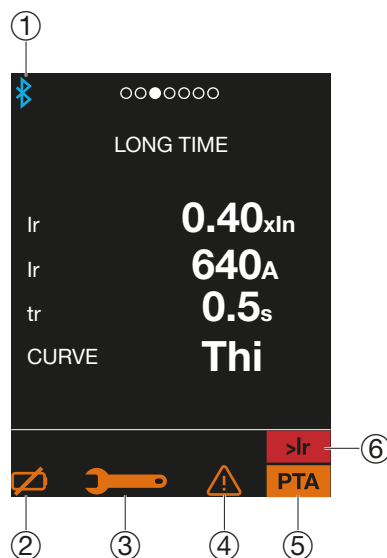 ①
LONG TIME
Ir 0.40xIn
Ir 640A
tr 0.5s
CURVE Thi
>Ir ⑥
PTA
② ③ ④ ⑤